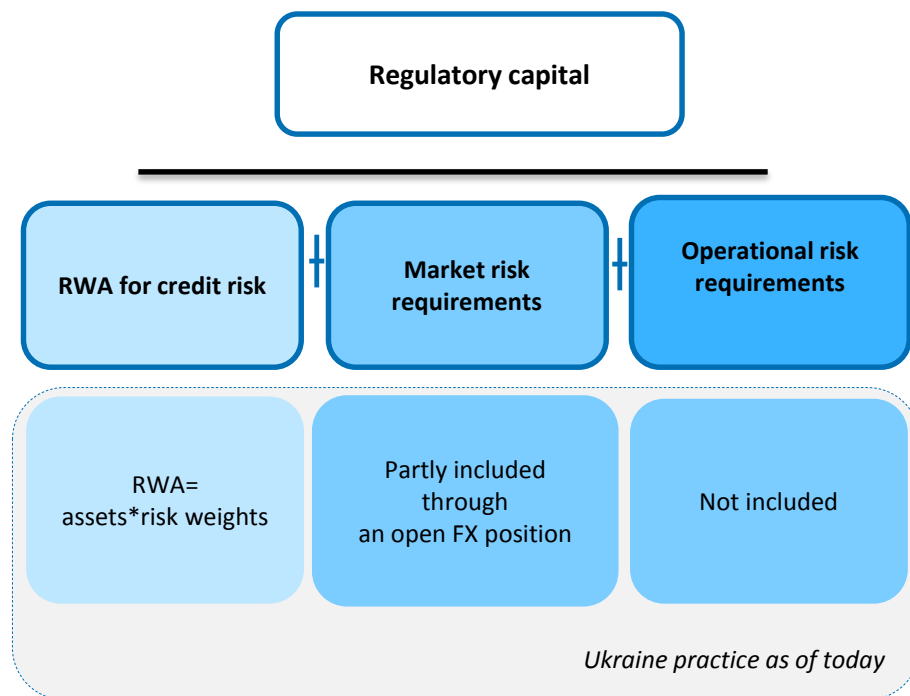 Regulatory capital
RWA for credit risk
+
Market risk
requirements
+
Operational risk
requirements
RWA=
assets*risk weights
Partly included
through
an open FX position
Not included
Ukraine practice as of today